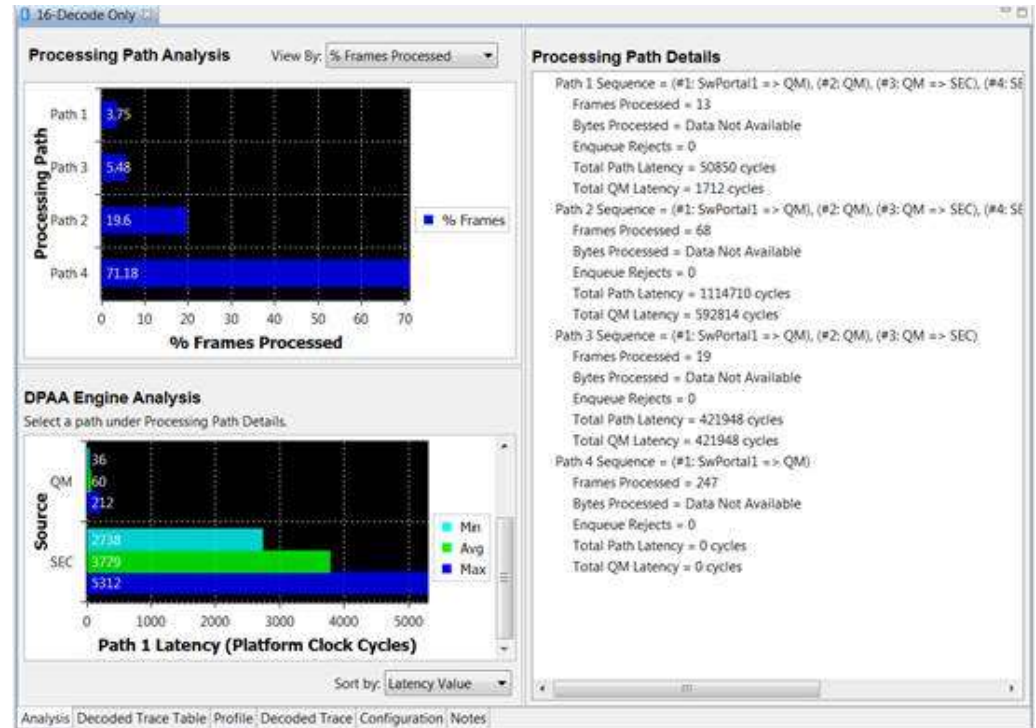 16-Decode Only
Processing Path Analysis
View By: % Frames Processed
Processing Path
Path 1 3.75
Path 3 5.48
Path 2 19.6
Path 4 71.18
0 10 20 30 40 50 60 70
% Frames Processed
% Frames
DPAA Engine Analysis
Select a path under Processing Path Details.
Source
QM
36
60
212
SEC
2738
3779
5312
Min
Avg
Max
0 1000 2000 3000 4000 5000
Path 1 Latency (Platform Clock Cycles)
Sort by: Latency Value
Processing Path Details
Path 1 Sequence = (#1: SwPortal1 => QM), (#2: QM), (#3: QM => SEC), (#4: SE
Frames Processed = 13
Bytes Processed = Data Not Available
Enqueue Rejects = 0
Total Path Latency = 50850 cycles
Total QM Latency = 1712 cycles
Path 2 Sequence = (#1: SwPortal1 => QM), (#2: QM), (#3: QM => SEC), (#4: SE
Frames Processed = 68
Bytes Processed = Data Not Available
Enqueue Rejects = 0
Total Path Latency = 1114710 cycles
Total QM Latency = 592814 cycles
Path 3 Sequence = (#1: SwPortal1 => QM), (#2: QM), (#3: QM => SEC)
Frames Processed = 19
Bytes Processed = Data Not Available
Enqueue Rejects = 0
Total Path Latency = 421948 cycles
Total QM Latency = 421948 cycles
Path 4 Sequence = (#1: SwPortal1 => QM)
Frames Processed = 247
Bytes Processed = Data Not Available
Enqueue Rejects = 0
Total Path Latency = 0 cycles
Total QM Latency = 0 cycles
Analysis Decoded Trace Table Profile Decoded Trace Configuration Notes